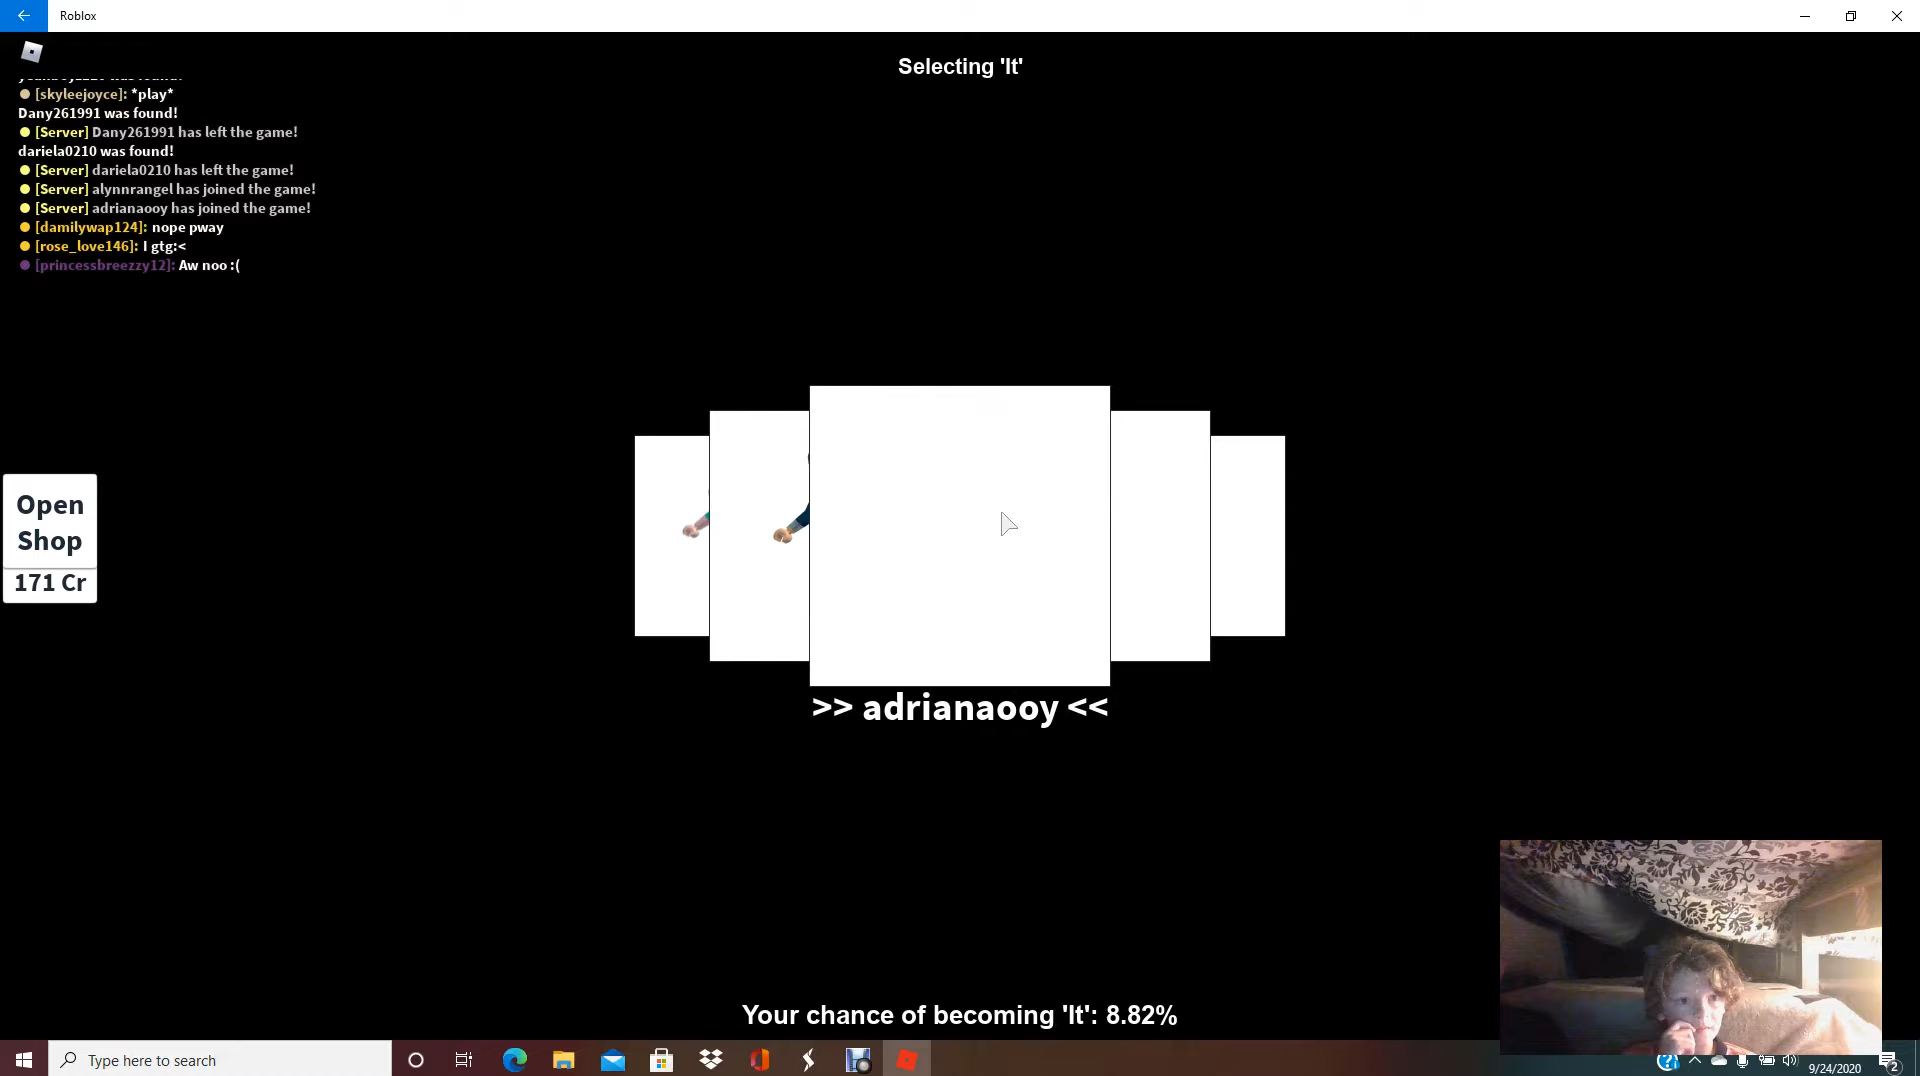 Roblox
Selecting 'It'
[skyleejoyce]: *play*
Dany261991 was found!
[Server] Dany261991 has left the game!
dariela0210 was found!
[Server] dariela0210 has left the game!
[Server] alynnrangel has joined the game!
[Server] adrianaooy has joined the game!
[damilywap124]: nope pway
[rose_love146]: I gtg:<
[princessbreezzy12]: Aw noo :(
Open
Shop
171 Cr
>> adrianaooy <<
Your chance of becoming 'It': 8.82%
Type here to search
9/24/2020
2